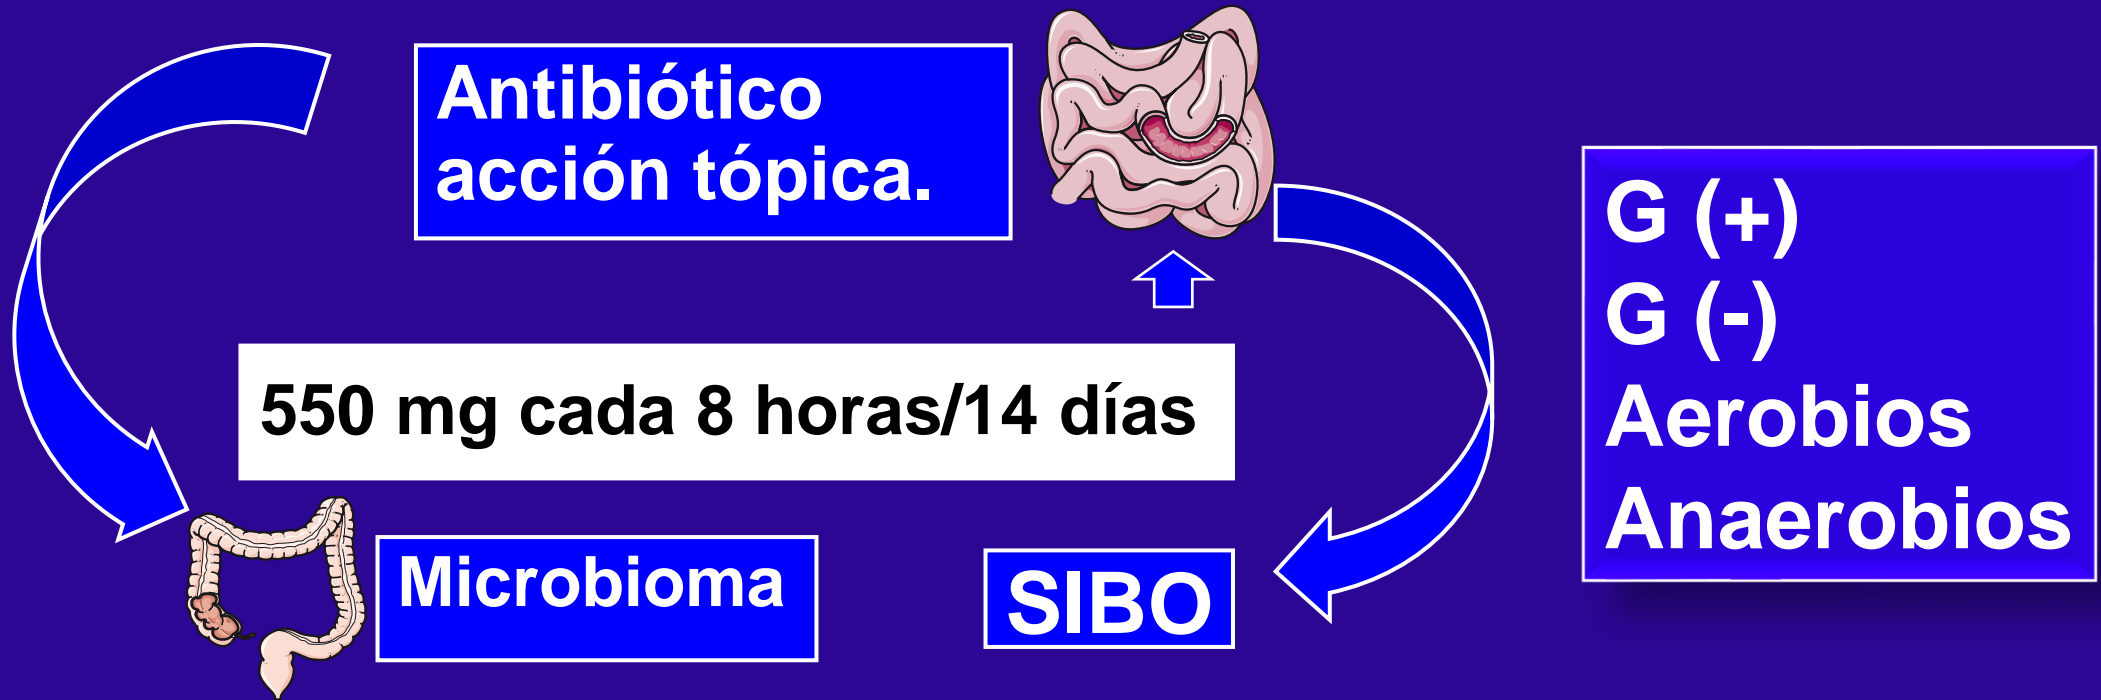 Antibiótico
acción tópica.
550 mg cada 8 horas/14 días
Microbioma
SIBO
G (+)
G (-)
Aerobios
Anaerobios